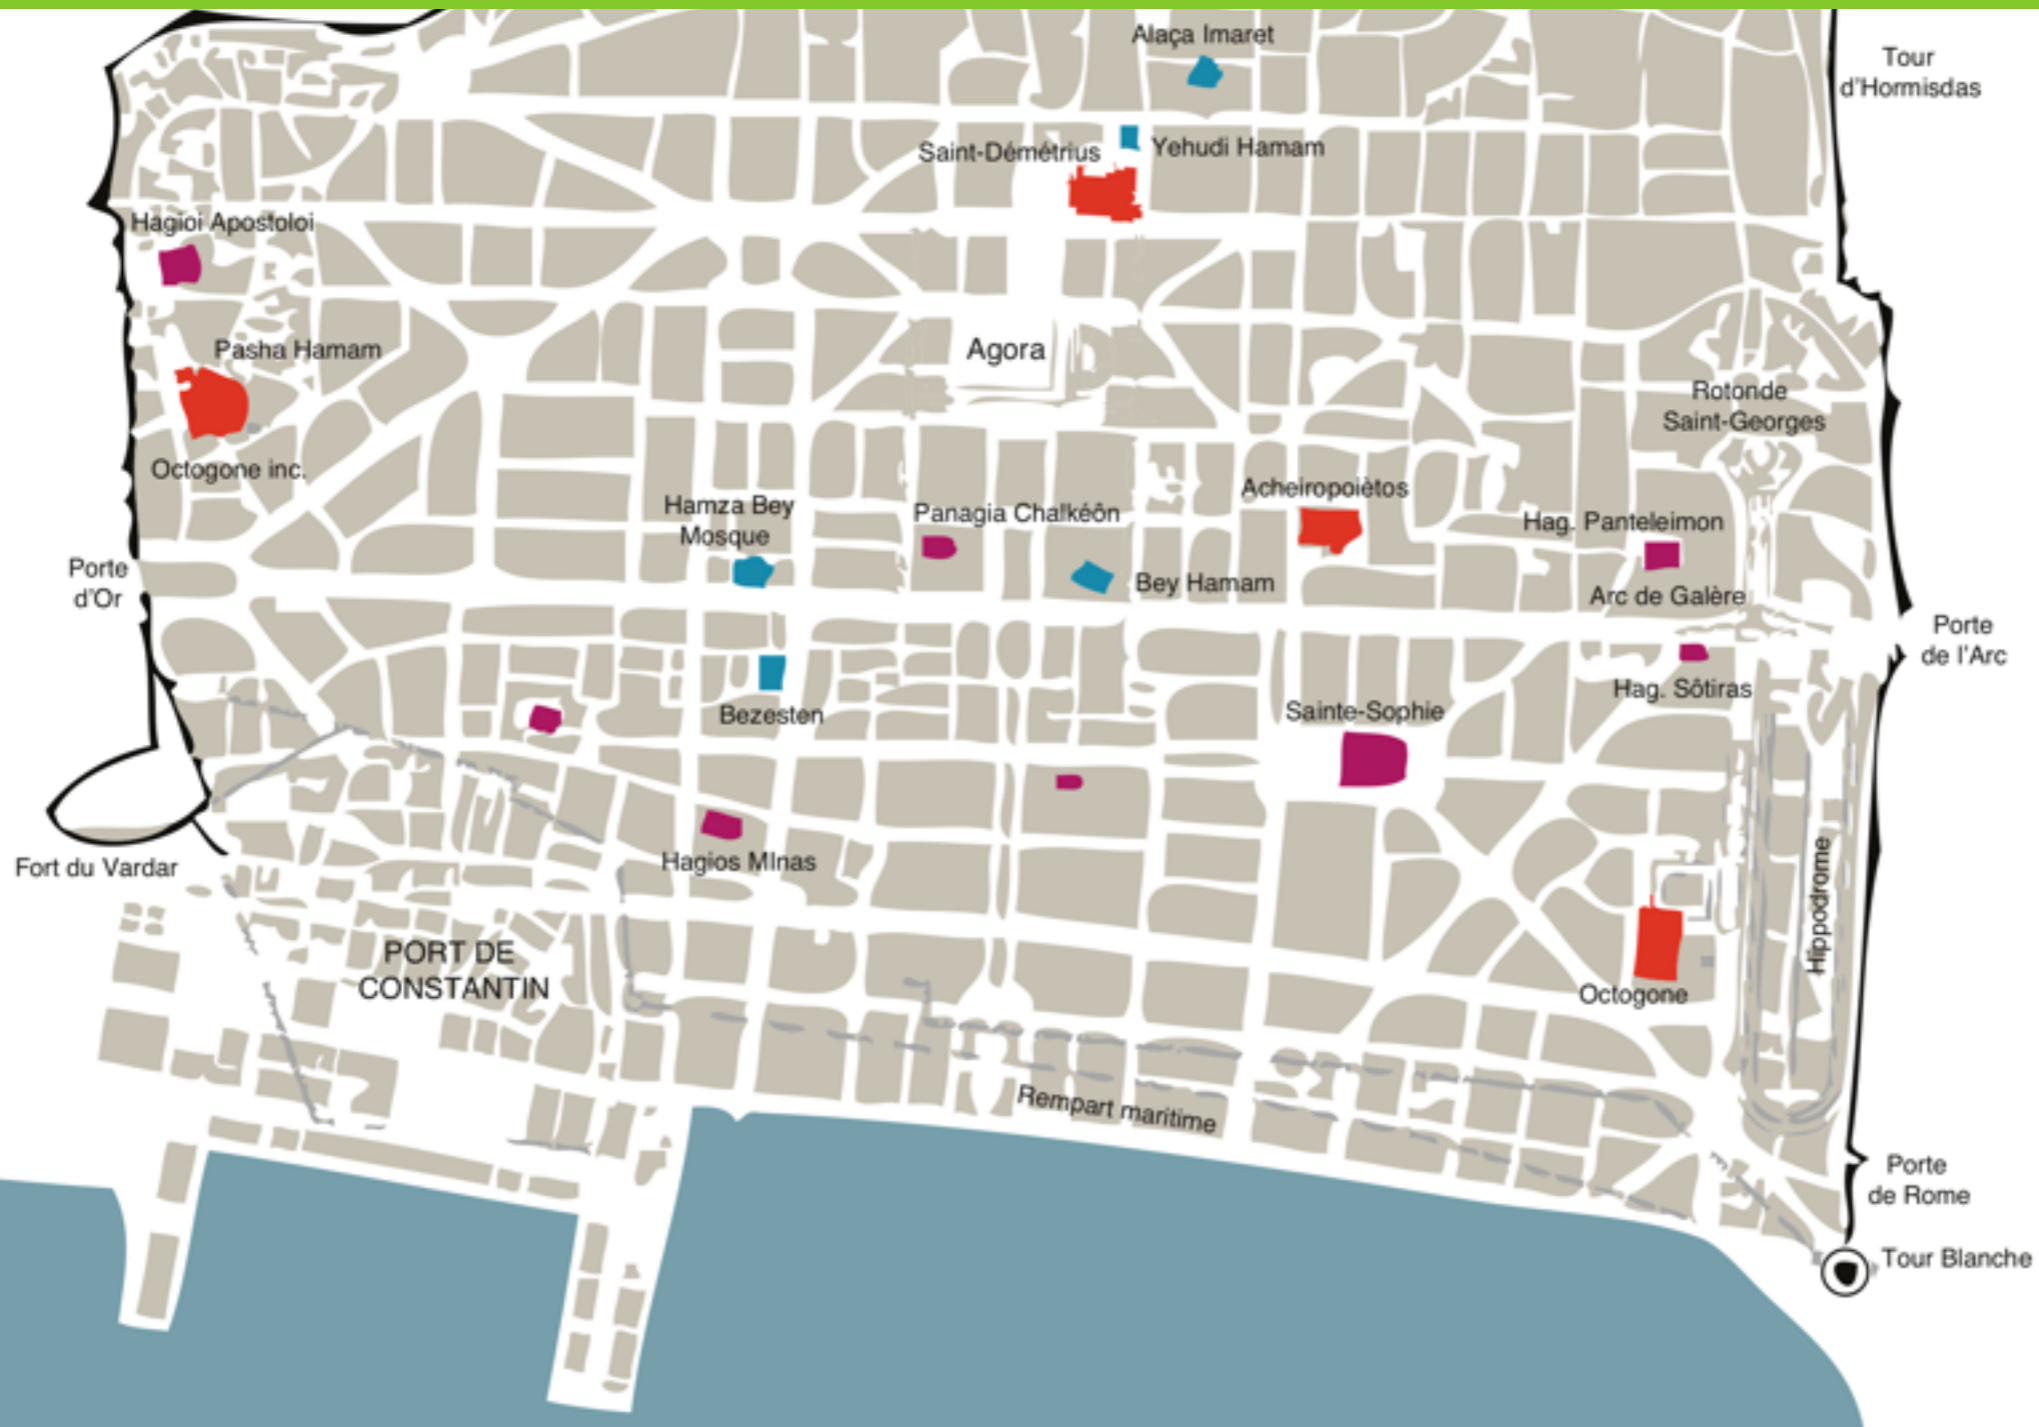 Alaça Imaret
Tour
d'Hormisdas
Saint-Démétrius
Yehudi Hamam
Hagioi Apostoloi
Pasha Hamam
Agora
Rotonde
Saint-Georges
Octogone inc.
Hamza Bey
Mosque
Panagia Chalkéôn
Acheiropoiètos
Hag. Panteleimon
Porte
d'Or
Bey Hamam
Arc de Galère
Porte
de l'Arc
Hag. Sôtiras
Bezesten
Sainte-Sophie
Fort du Vardar
Hagios MInas
Hippodrome
PORT DE
CONSTANTIN
Octogone
Rempart maritime
Porte
de Rome
Tour Blanche